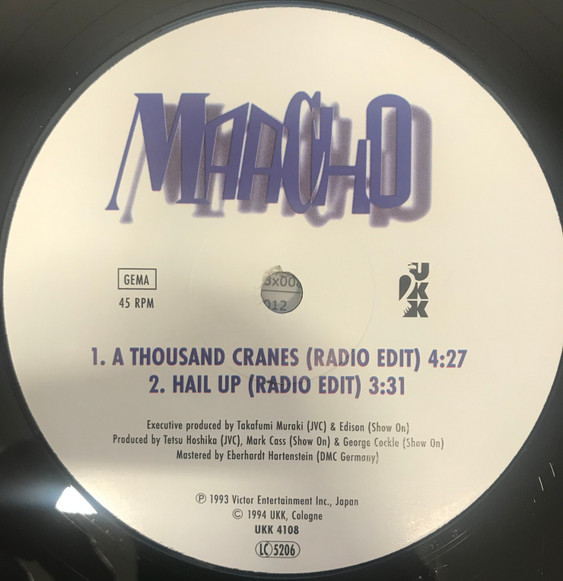 MAACHO
GEMA
45 RPM
UKK
1. A THOUSAND CRANES (RADIO EDIT) 4:27
2. HAIL UP (RADIO EDIT) 3:31
Executive produced by Takafumi Muraki (JVC) & Edison (Show On)
Produced by Tetsu Hoshika (JVC), Mark Cass (Show On) & George Cockle (Show On)
Mastered by Eberhardt Hartenstein (DMC Germany)
℗ 1993 Victor Entertainment Inc., Japan
© 1994 UKK, Cologne
UKK 4108
LC 5206